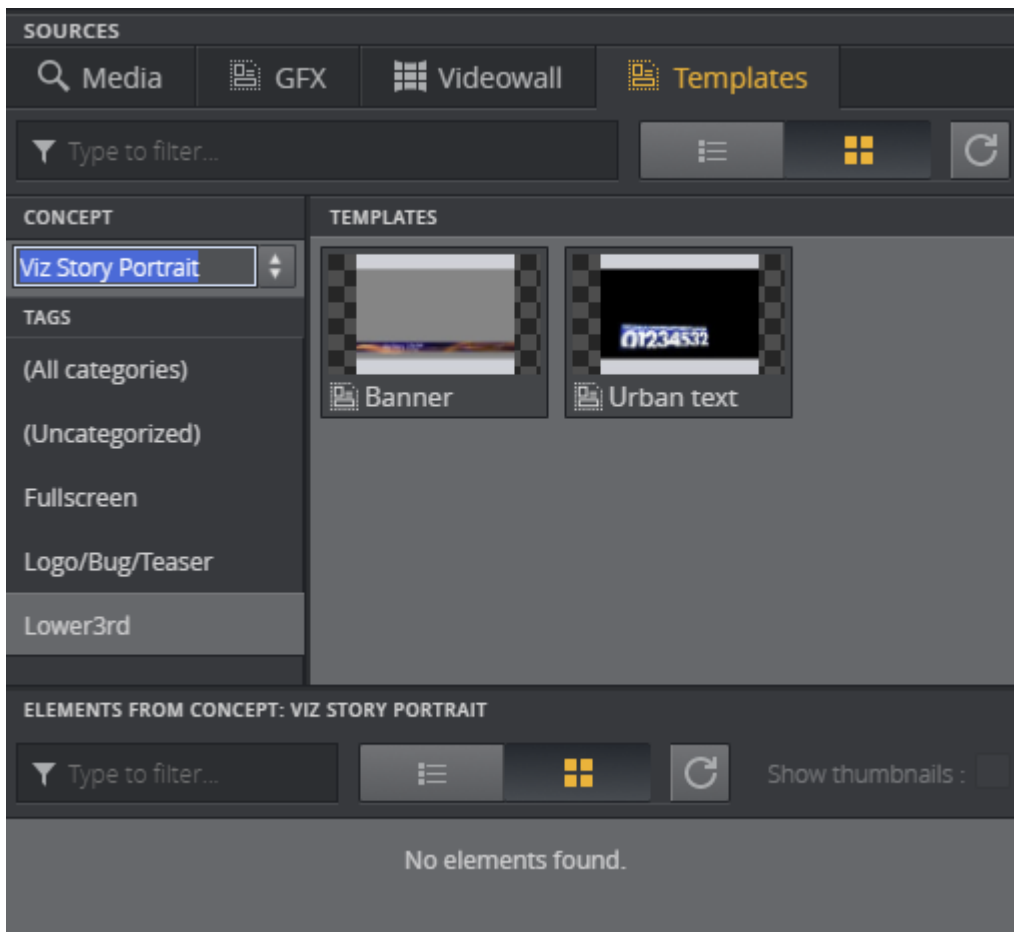 SOURCES
Media
GFX
Videowall
Templates
Type to filter...
CONCEPT
TEMPLATES
Viz Story Portrait
TAGS
(All categories)
(Uncategorized)
Fullscreen
Logo/Bug/Teaser
Lower3rd
01234532
Banner
Urban text
ELEMENTS FROM CONCEPT: VIZ STORY PORTRAIT
Type to filter...
Show thumbnails :
No elements found.